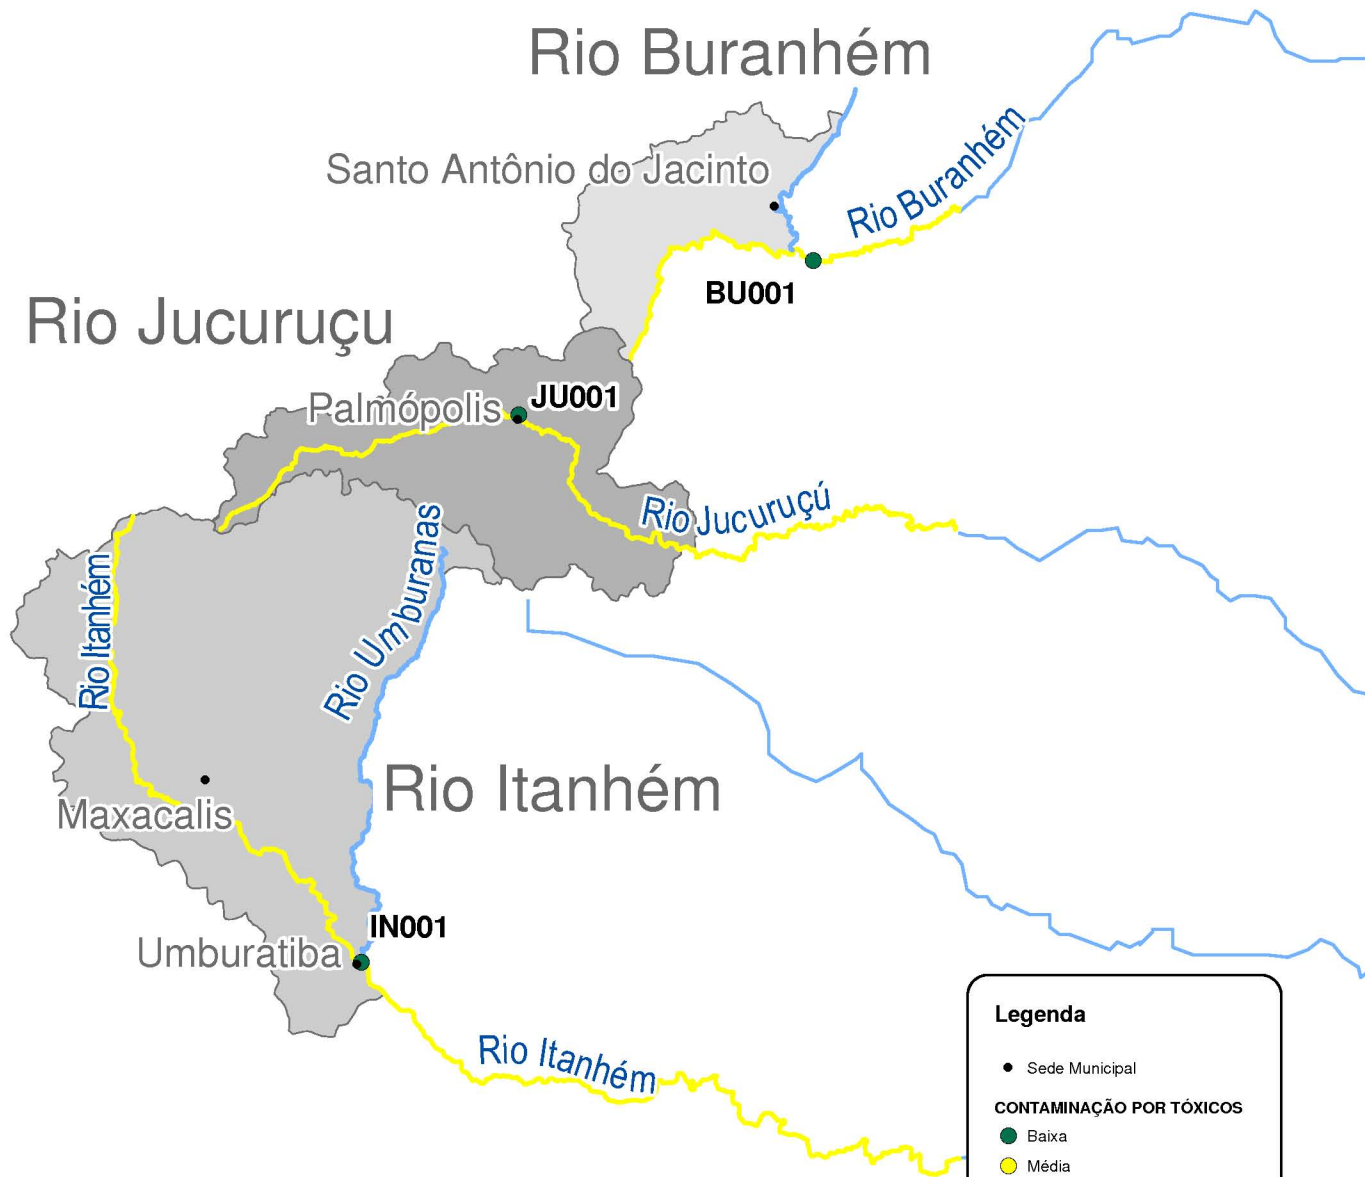 Rio Buranhém
Santo Antônio do Jacinto
Rio Buranhém
BU001
Rio Jucuruçu
JU001
Palmópolis
Rio Jucuruçú
Rio Umburanas
Rio Itanhém
Rio Itanhém
Maxacalis
IN001
Umburatiba
Rio Itanhém
Legenda
Sede Municipal
CONTAMINAÇÃO POR TÓXICOS
Baixa
Média